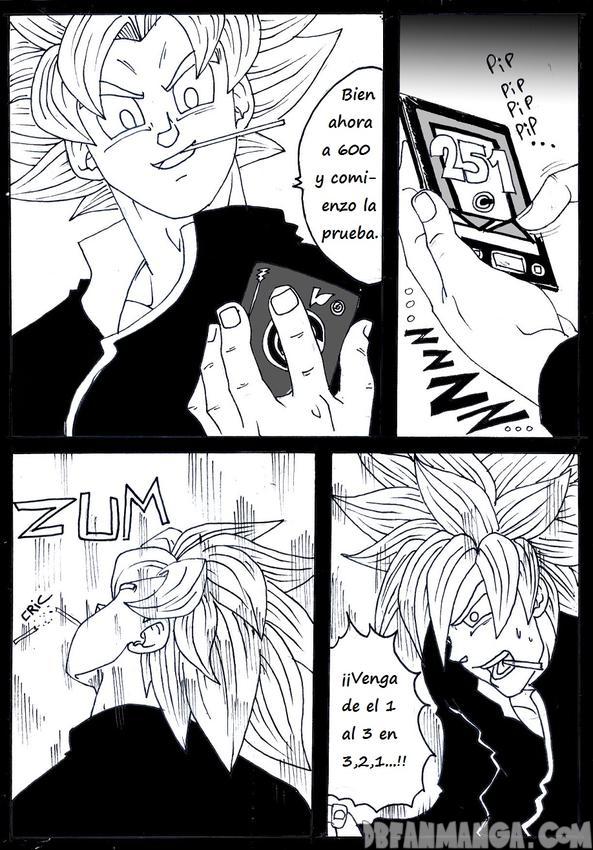 Bien
ahora
a 600
y comi-
enzo la
prueba.
PiP
PiP
PiP
PiP
...
251
...NNNNN...
ZUM
CRIC
¡¡Venga
de el 1
al 3 en
3,2,1...!!
DBFANMANGA.COM